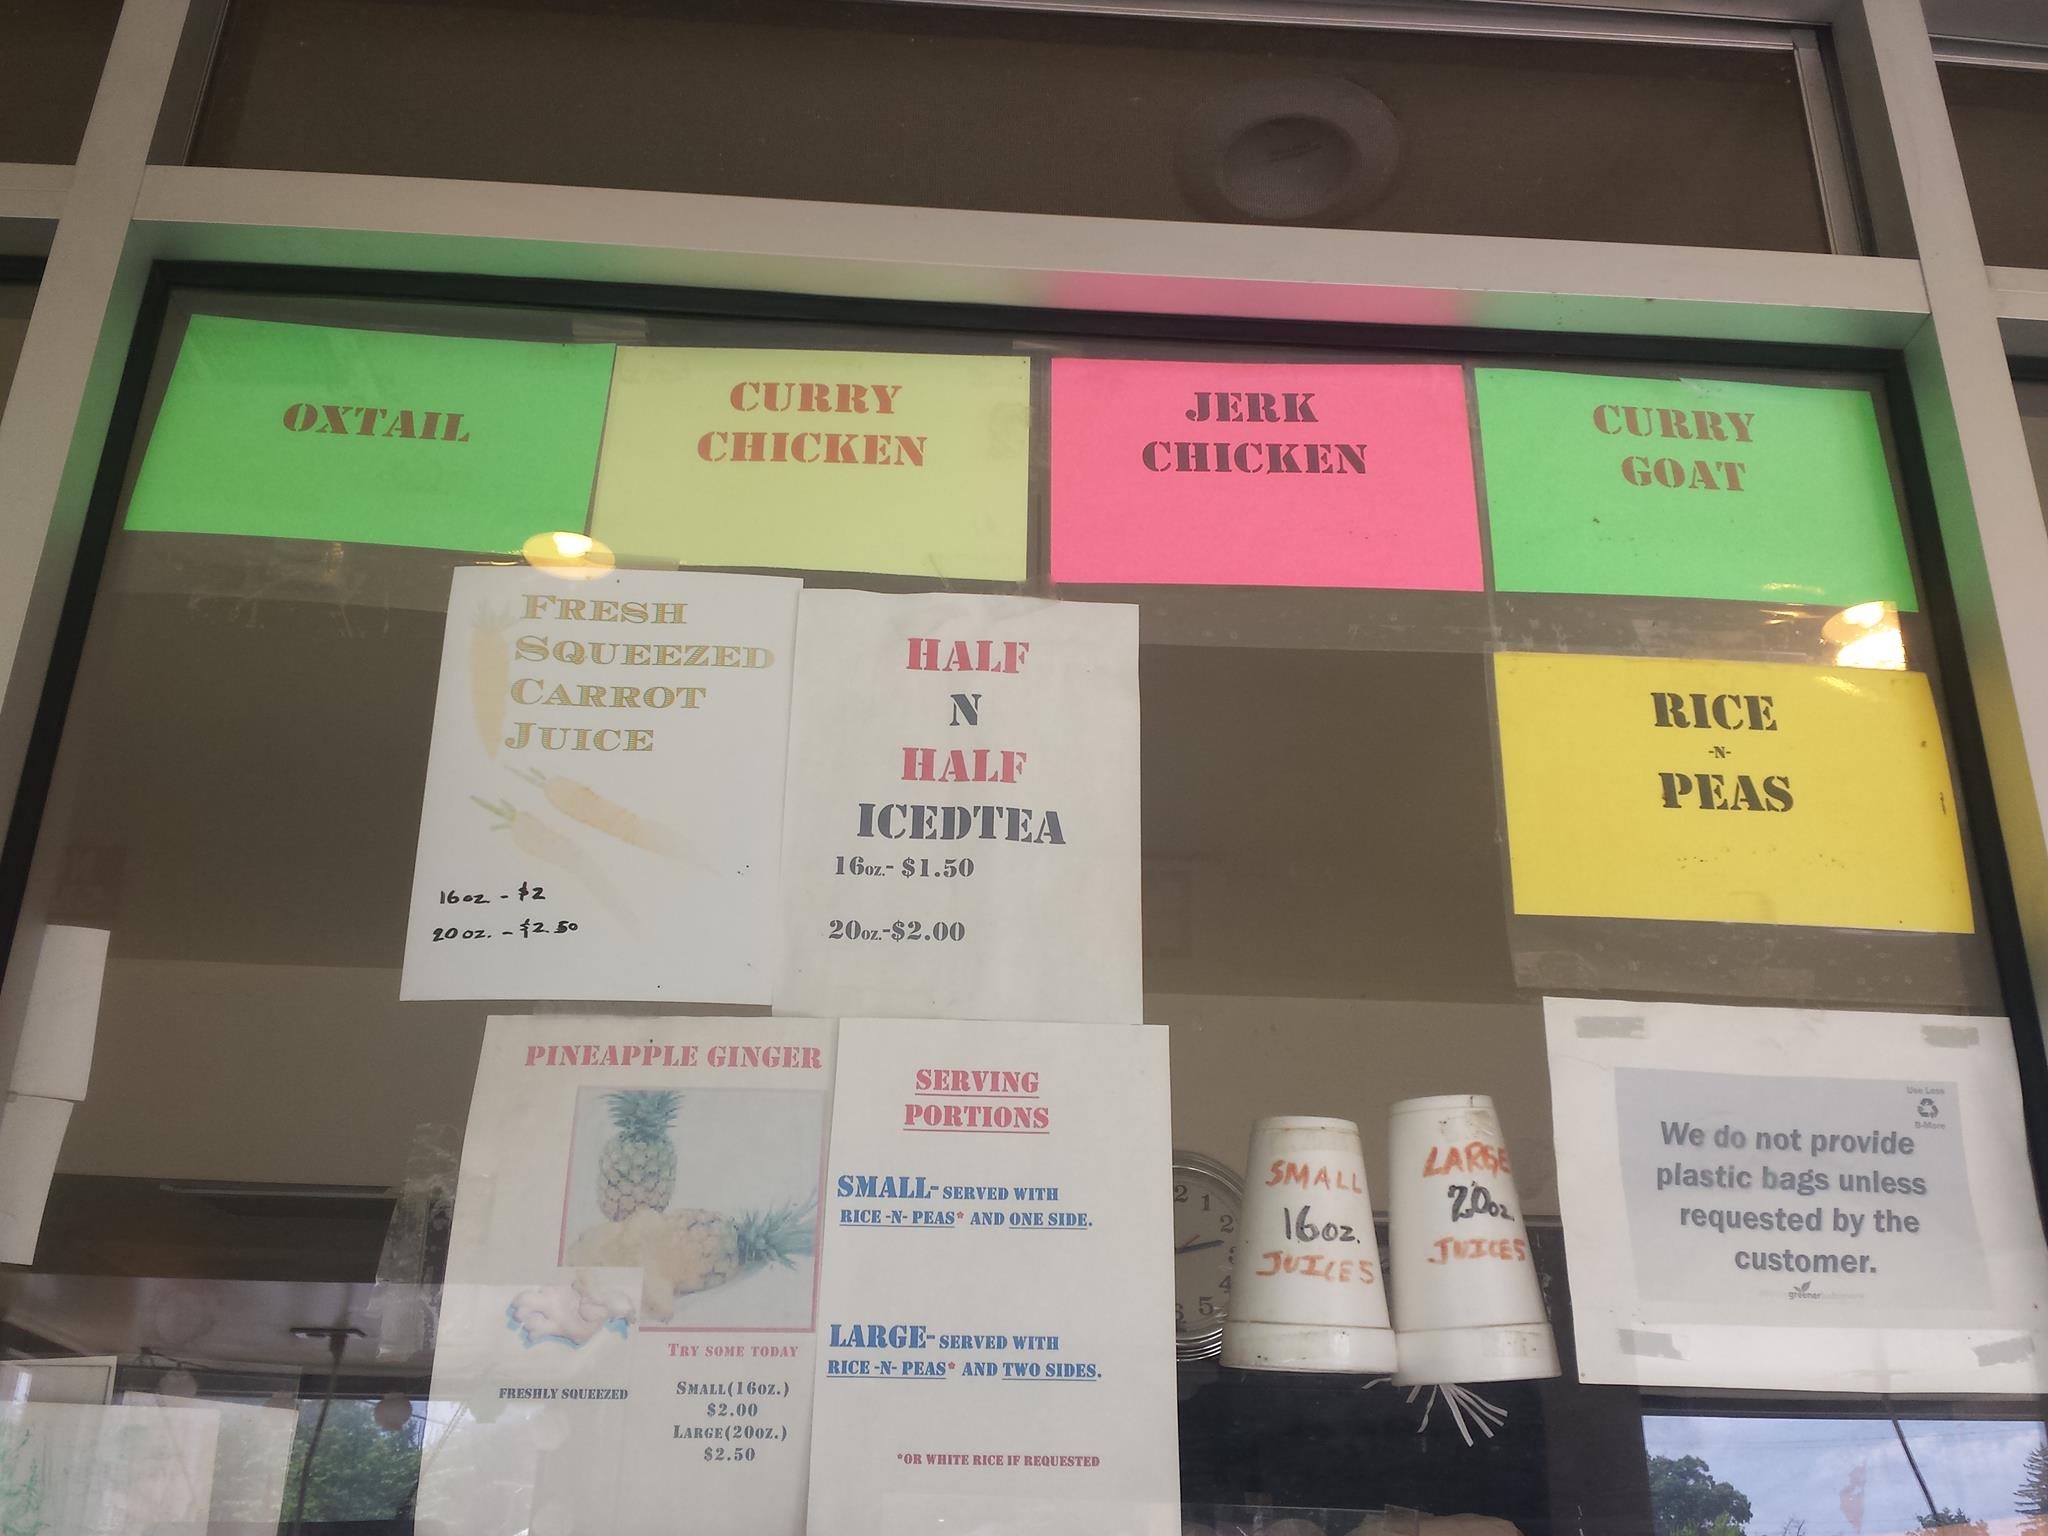 OXTAIL
CURRY
CHICKEN
JERK
CHICKEN
CURRY
GOAT
FRESH
SQUEEZED
CARROT
JUICE
16oz - $2
20oz. - $2.50
HALF
N
HALF
ICEDTEA
16oz.- $1.50
20oz.-$2.00
RICE
-N-
PEAS
PINEAPPLE GINGER
TRY SOME TODAY
FRESHLY SQUEEZED
SMALL(16OZ.)
$2.00
LARGE(20OZ.)
$2.50
SERVING
PORTIONS
SMALL- SERVED WITH
RICE -N- PEAS* AND ONE SIDE.
LARGE- SERVED WITH
RICE -N- PEAS* AND TWO SIDES.
*OR WHITE RICE IF REQUESTED
SMALL
16oz.
JUICES
LARGE
20oz.
JUICES
Use Less
B-More
We do not provide
plastic bags unless
requested by the
customer.
greener